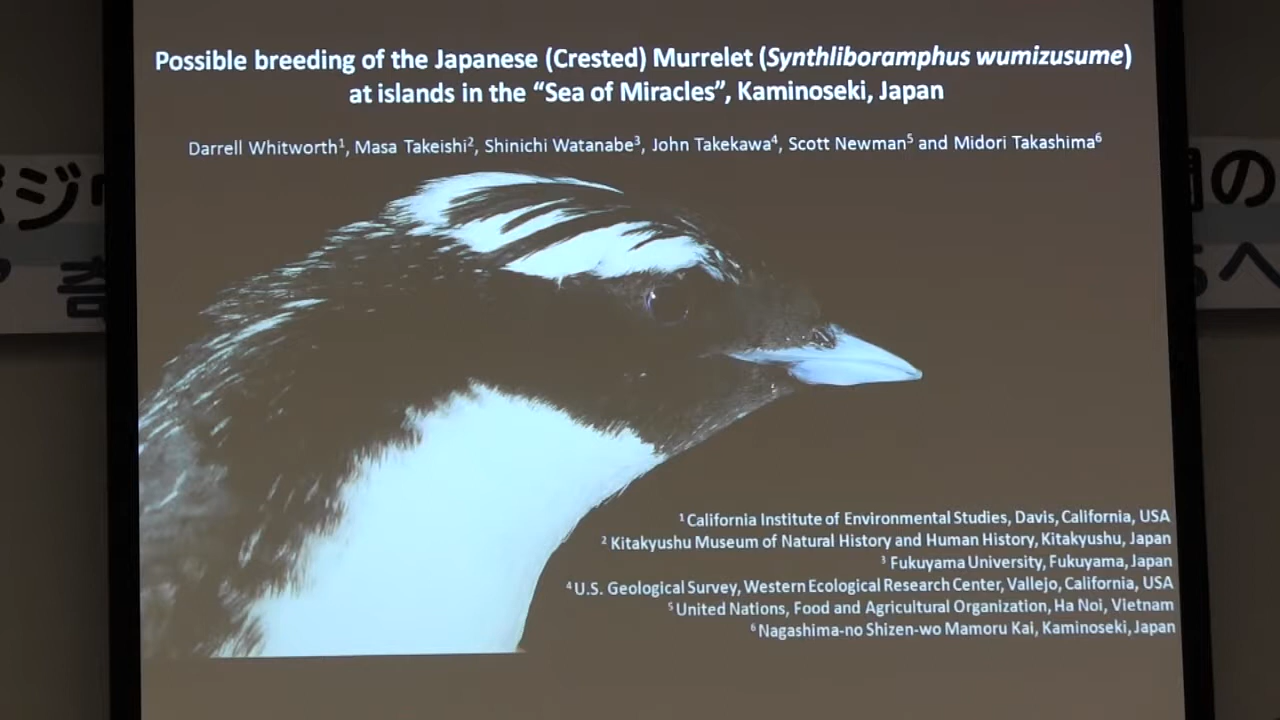 Possible breeding of the Japanese (Crested) Murrelet (Synthliboramphus wumizusume)
at islands in the “Sea of Miracles”, Kaminoseki, Japan
Darrell Whitworth1, Masa Takeishi2, Shinichi Watanabe3, John Takekawa4, Scott Newman5 and Midori Takashima6
1 California Institute of Environmental Studies, Davis, California, USA
2 Kitakyushu Museum of Natural History and Human History, Kitakyushu, Japan
3 Fukuyama University, Fukuyama, Japan
4 U.S. Geological Survey, Western Ecological Research Center, Vallejo, California, USA
5 United Nations, Food and Agricultural Organization, Ha Noi, Vietnam
6 Nagashima-no Shizen-wo Mamoru Kai, Kaminoseki, Japan